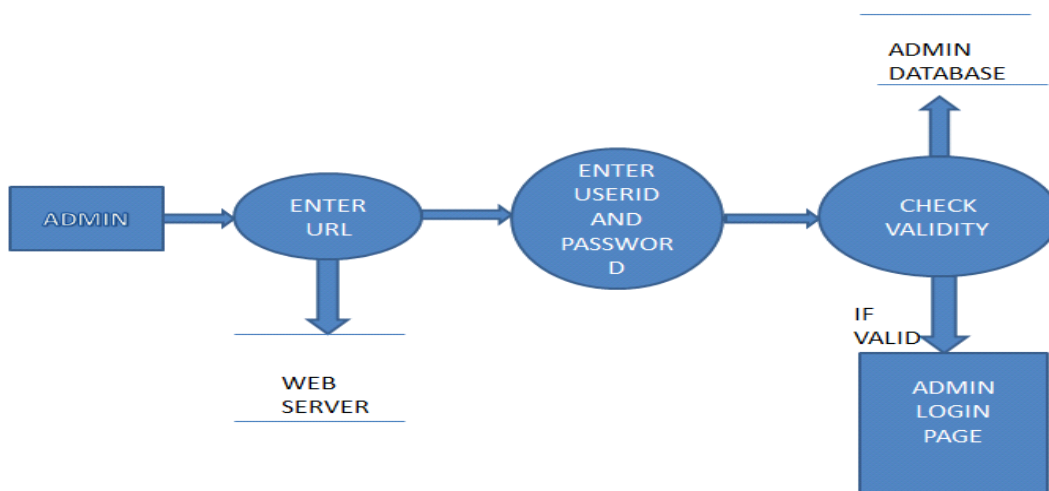 ADMIN
DATABASE
ADMIN
ENTER
URL
ENTER
USERID
AND
PASSWOR
D
CHECK
VALIDITY
IF
VALID
WEB
SERVER
ADMIN
LOGIN
PAGE